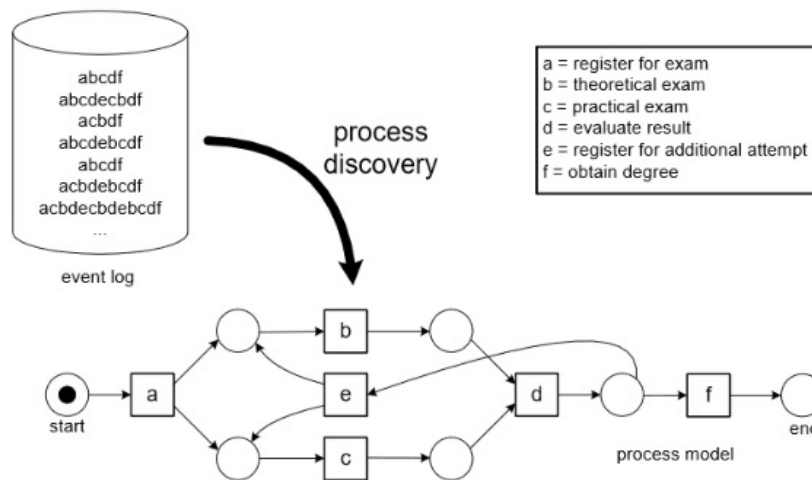 abcdf
abcdecbdf
acbdf
abcdebcdf
abcdf
acbdebcdf
acbdecbdebcdf
...
event log
process
discovery
a = register for exam
b = theoretical exam
c = practical exam
d = evaluate result
e = register for additional attempt
f = obtain degree
b
a
e
d
f
start
end
c
process model